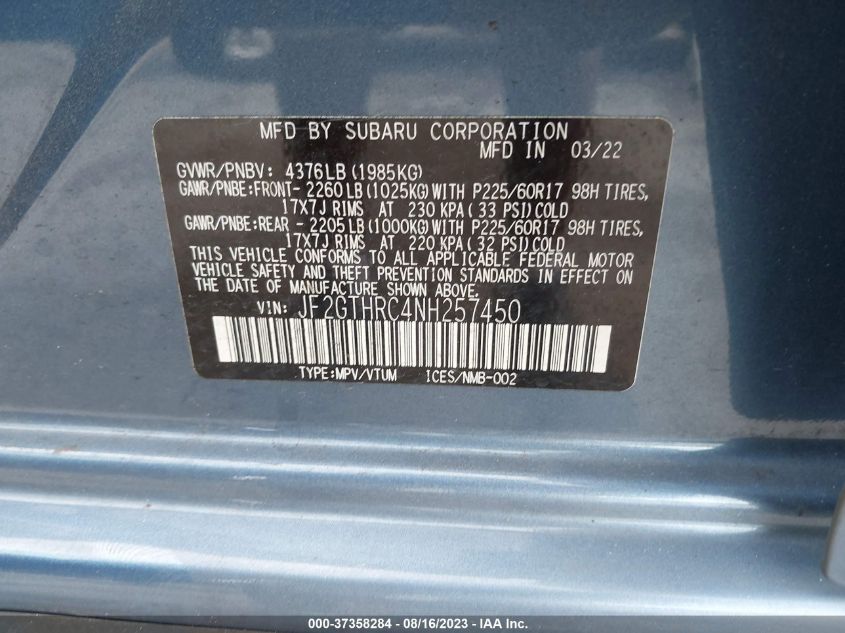 MFD BY SUBARU CORPORATION
MFD IN 03/22
GVWR/PNBV: 4376LB (1985KG)
GAWR/PNBE:FRONT- 2260 LB (1025KG) WITH P225/60R17 98H TIRES,
17X7J RIMS AT 230 KPA (33 PSI) COLD
GAWR/PNBE:REAR - 2205 LB (1000KG) WITH P225/60R17 98H TIRES,
17X7J RIMS AT 220 KPA (32 PSI) COLD
THIS VEHICLE CONFORMS TO ALL APPLICABLE FEDERAL MOTOR
VEHICLE SAFETY AND THEFT PREVENTION STANDARDS IN EFFECT ON
THE DATE OF MANUFACTURE SHOWN ABOVE.
VIN: JF2GTHRC4NH257450
TYPE:MPV/VTUM ICES/NMB-002
000-37358284 - 08/16/2023 - IAA Inc.